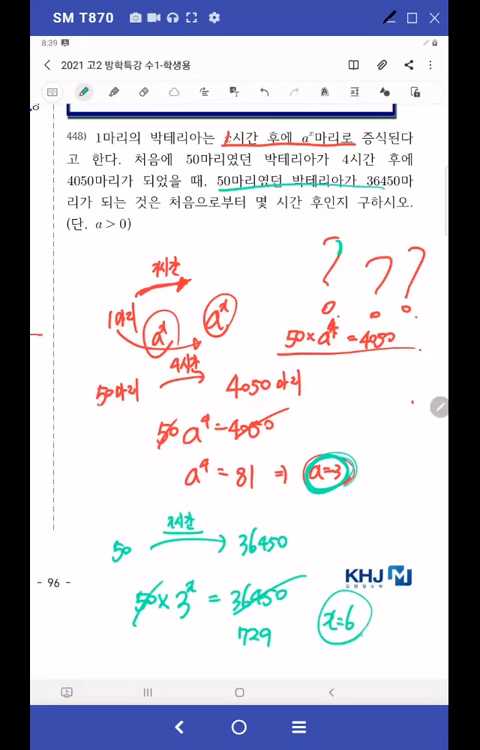 SM T870
8:39
2021 고2 방학특강 수1-학생용
448) 1마리의 박테리아는 x시간 후에 aˣ마리로 증식된다
고 한다. 처음에 50마리였던 박테리아가 4시간 후에
4050마리가 되었을 때, 50마리였던 박테리아가 36450마
리가 되는 것은 처음으로부터 몇 시간 후인지 구하시오.
(단, a > 0)
x시간
1마리 aˣ aˣ
? ? ?
50 × a⁴ = 4050
4시간
50마리 → 4050마리
50 a⁴ = 4050
a⁴ = 81 ⇒ a=3
x시간
50 → 36450
50 × 3ˣ = 36450
729
x=6
- 96 -
KHJ M